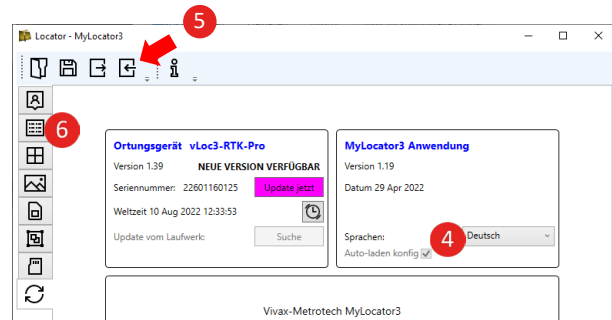 5
Locator - MyLocator3
6
Ortungsgerät vLoc3-RTK-Pro
Version 1.39 NEUE VERSION VERFÜGBAR
Seriennummer: 22601160125 Update jetzt
Weltzeit 10 Aug 2022 12:33:53
Update vom Laufwerk: Suche
MyLocator3 Anwendung
Version 1.19
Datum 29 Apr 2022
Sprachen: 4 Deutsch
Auto-laden konfig
Vivax-Metrotech MyLocator3